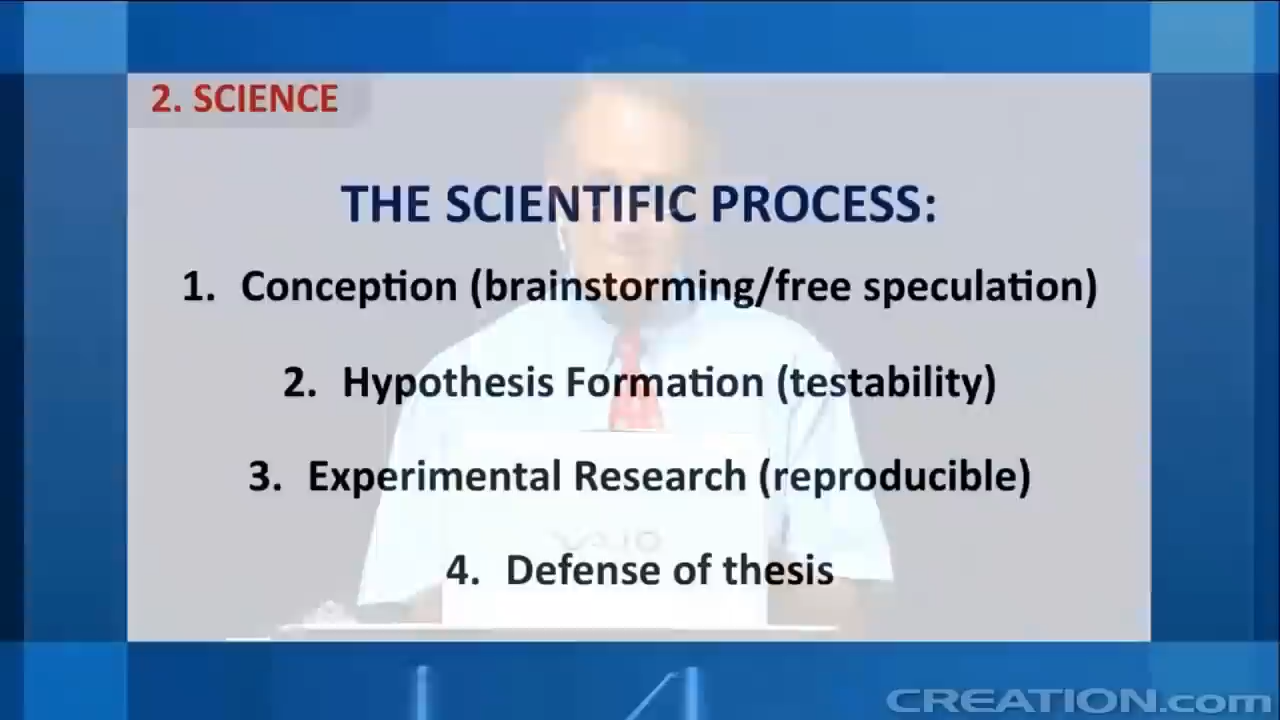 2. SCIENCE
THE SCIENTIFIC PROCESS:
1. Conception (brainstorming/free speculation)
2. Hypothesis Formation (testability)
3. Experimental Research (reproducible)
4. Defense of thesis
VAIO
CREATION.com